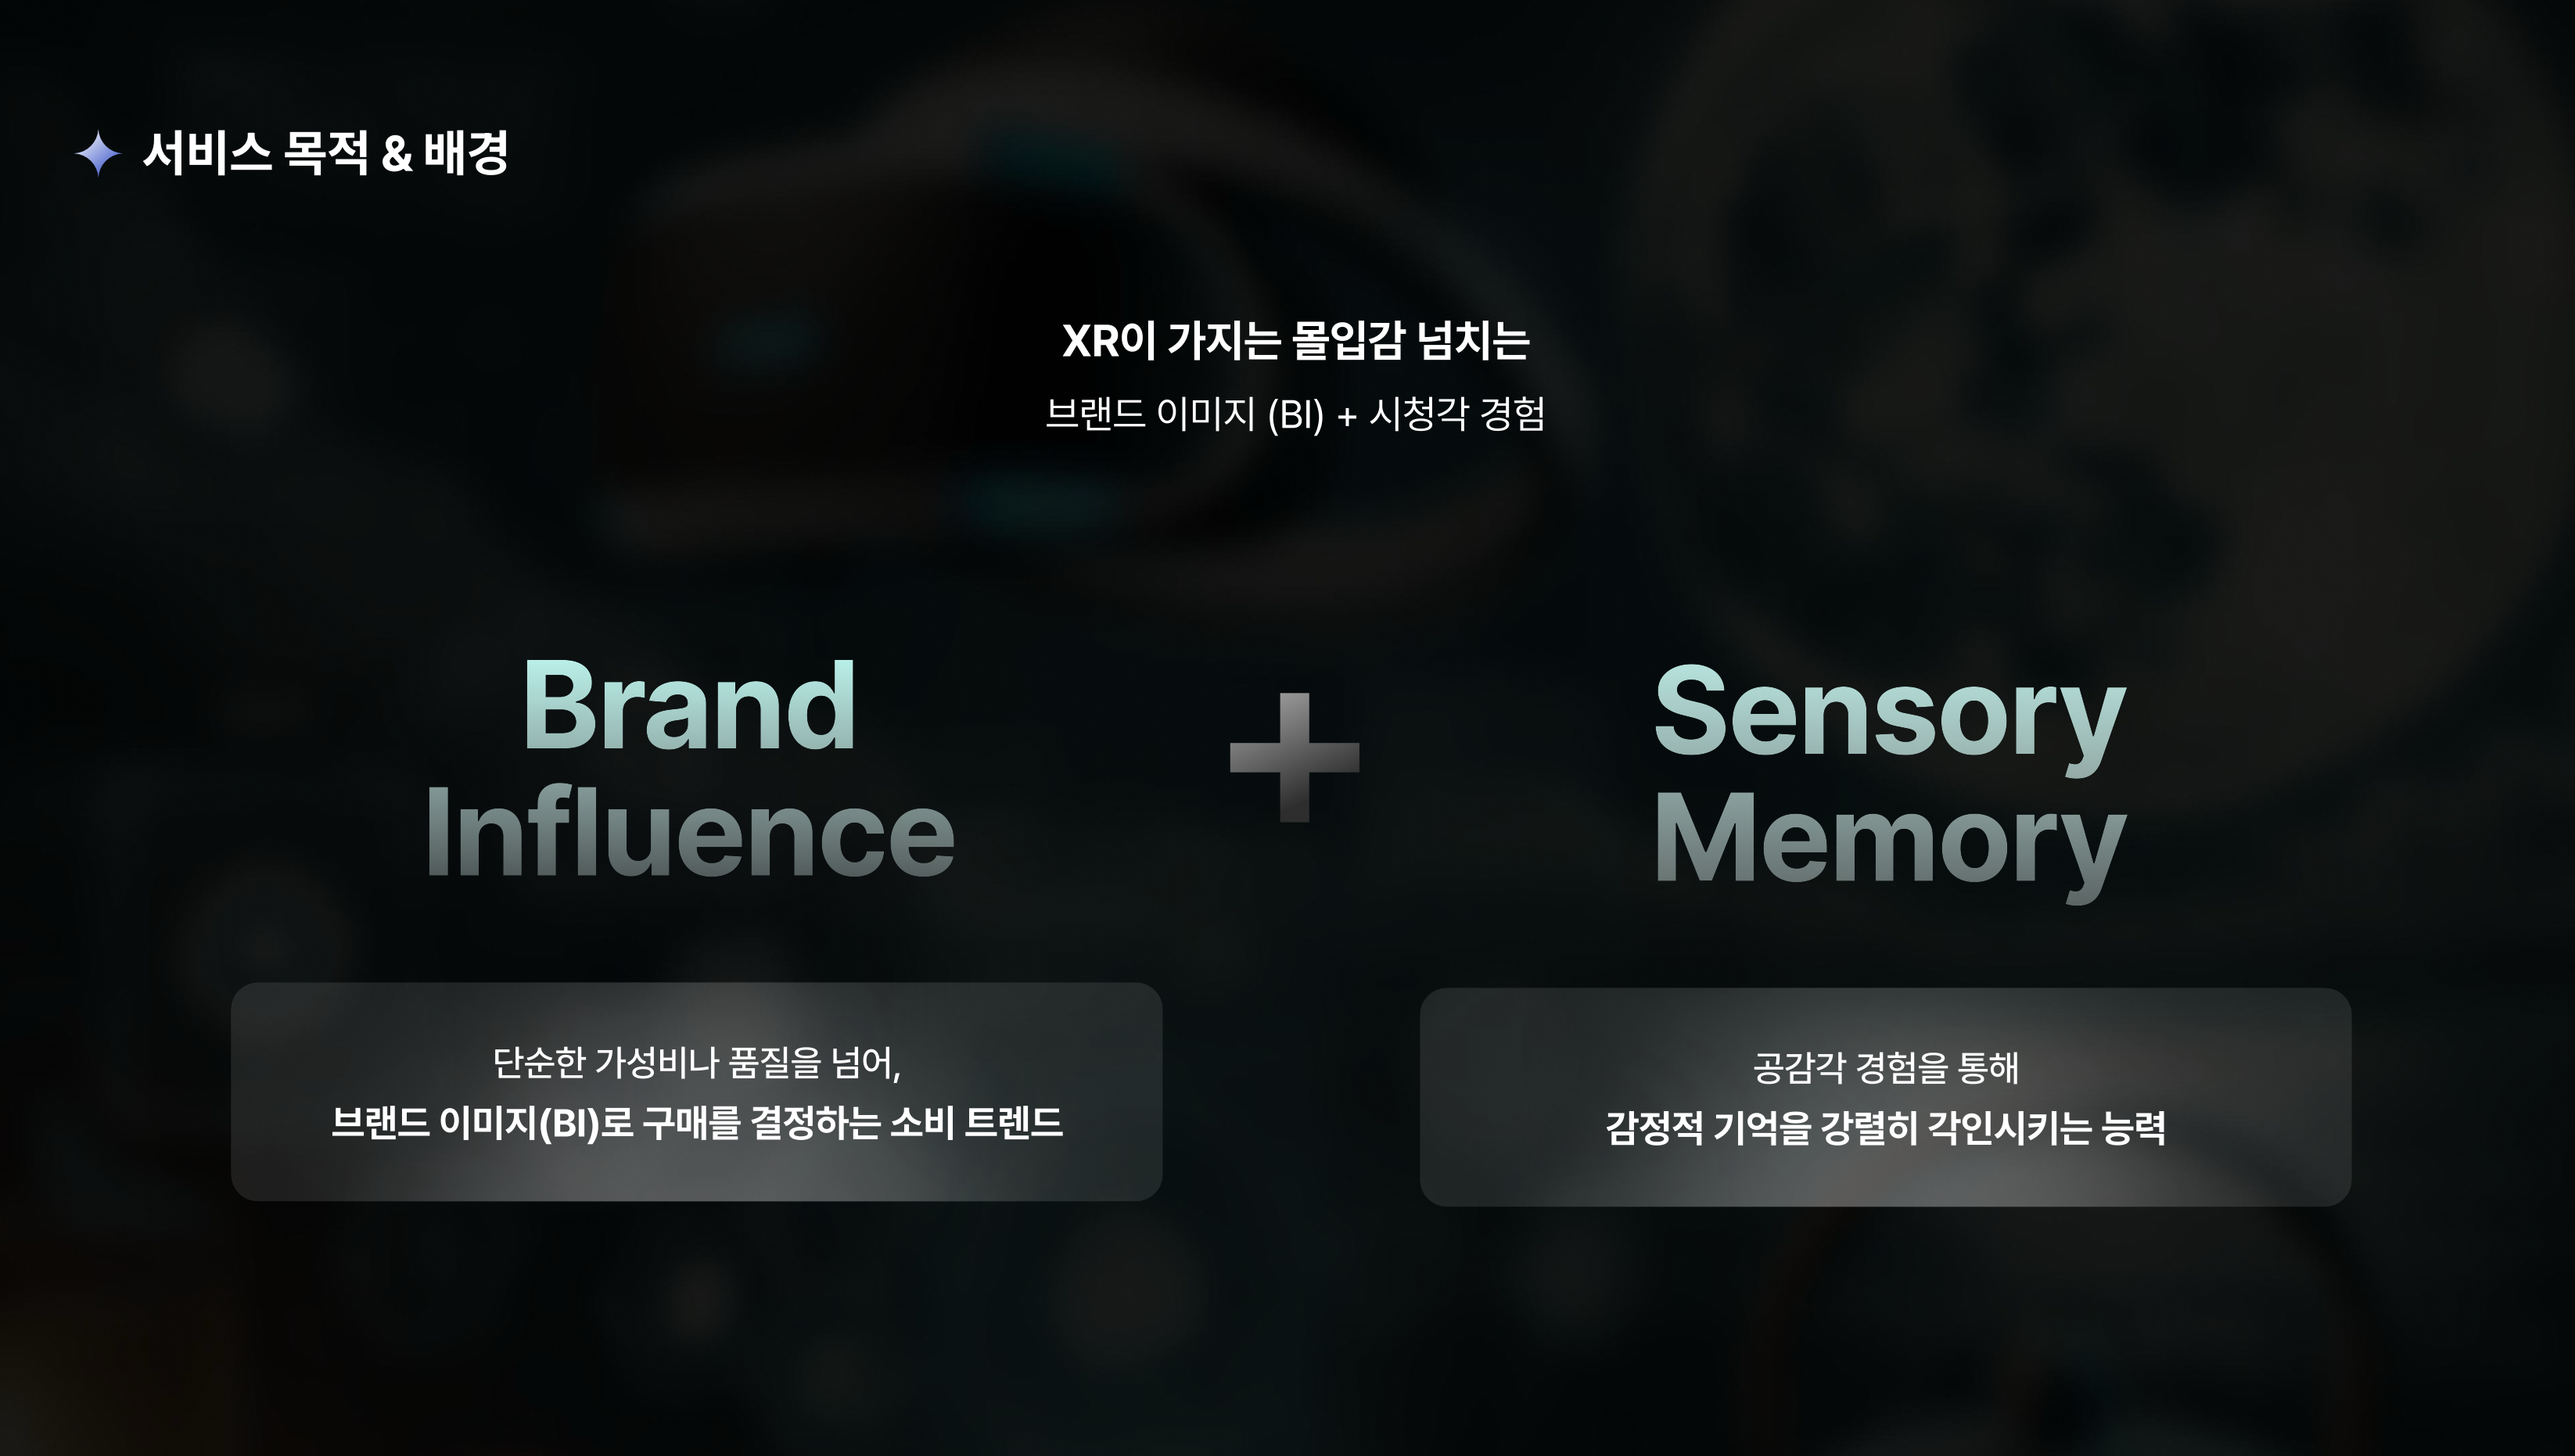 서비스 목적 & 배경
XR이 가지는 몰입감 넘치는
브랜드 이미지 (BI) + 시청각 경험
Brand
Influence
+
Sensory
Memory
단순한 가성비나 품질을 넘어,
브랜드 이미지(BI)로 구매를 결정하는 소비 트렌드
공감각 경험을 통해
감정적 기억을 강렬히 각인시키는 능력